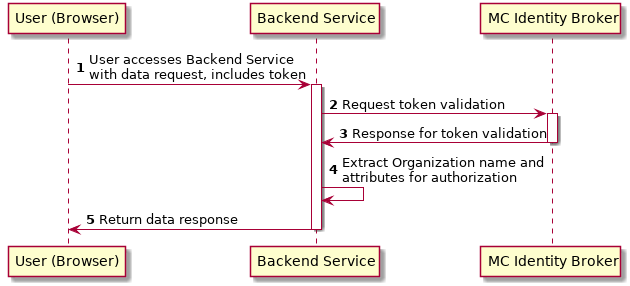 User (Browser)
Backend Service
MC Identity Broker
1 User accesses Backend Service
with data request, includes token
2 Request token validation
3 Response for token validation
4 Extract Organization name and
attributes for authorization
5 Return data response
User (Browser)
Backend Service
MC Identity Broker